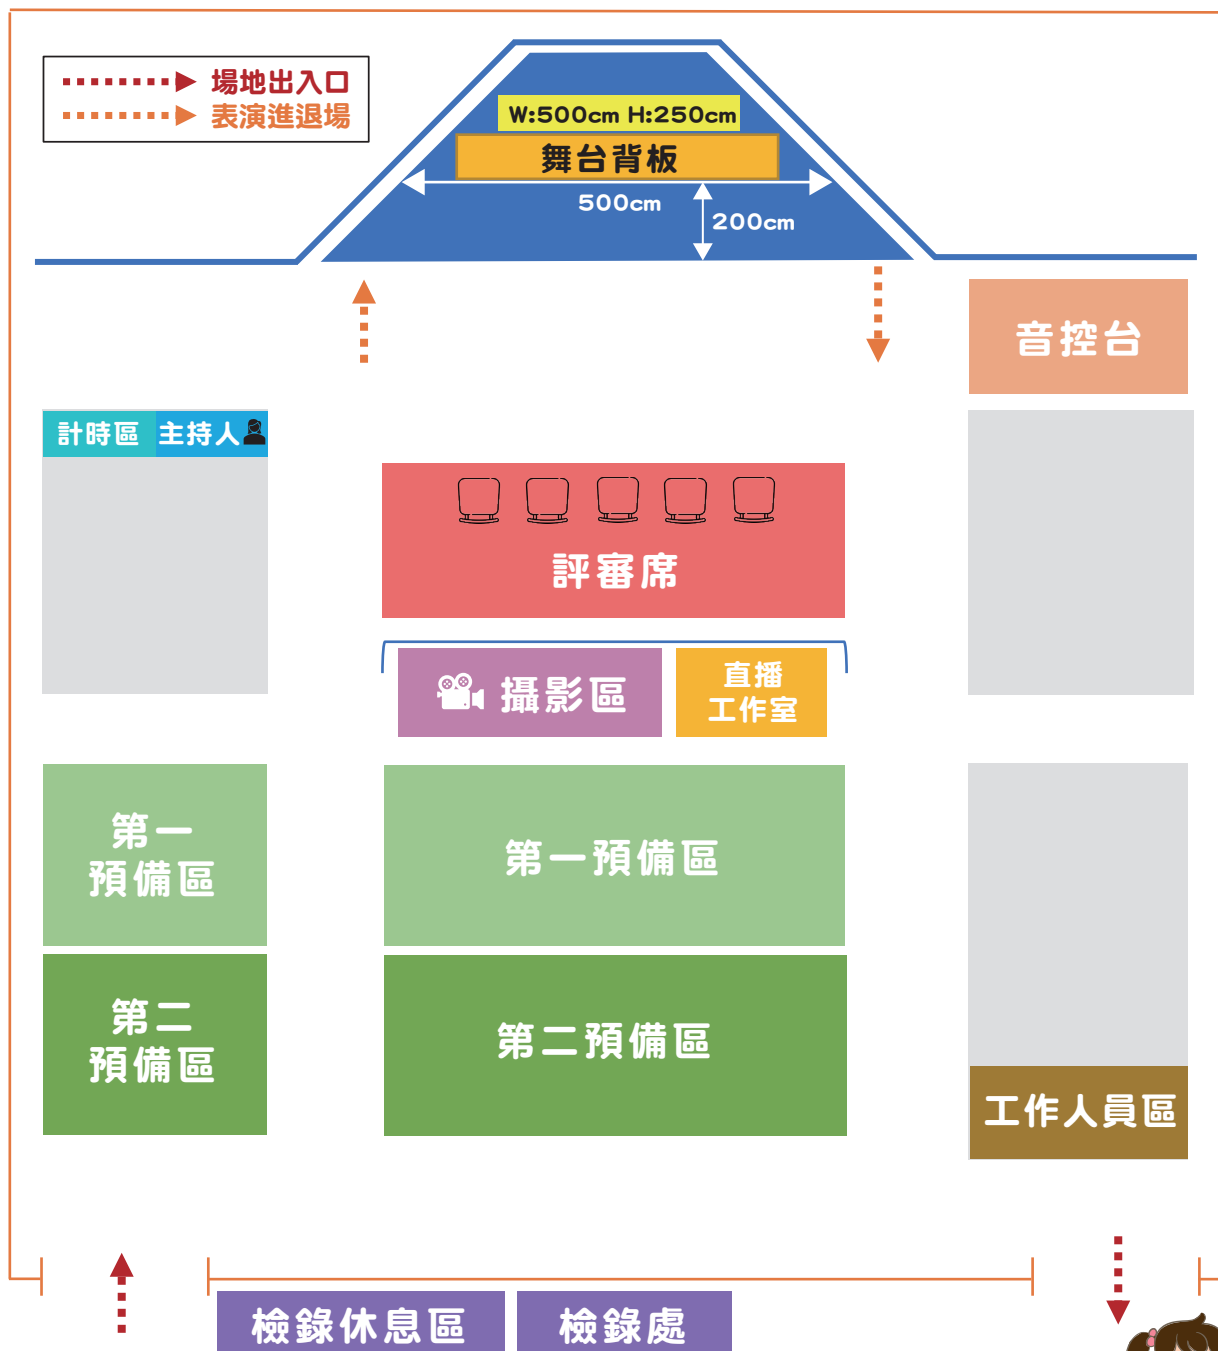 場地出入口
表演進退場
W:500cm H:250cm
舞台背板
500cm
200cm
音控台
計時區 主持人
評審席
攝影區
直播
工作室
第一
預備區
第一預備區
第二
預備區
第二預備區
工作人員區
檢錄休息區
檢錄處